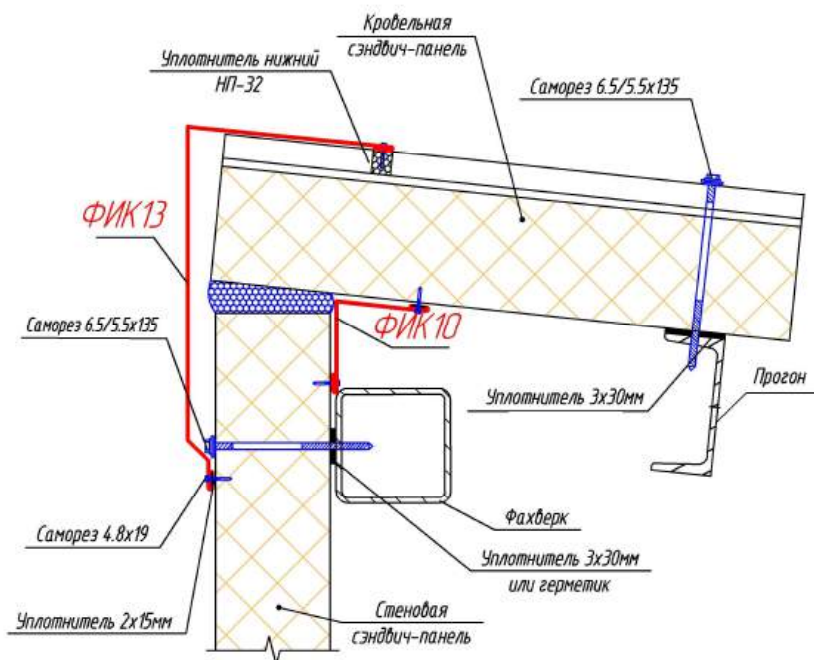 Кровельная
сэндвич-панель
Уплотнитель нижний
НП-32
Саморез 6.5/5.5х135
ФИК13
ФИК10
Саморез 6.5/5.5х135
Уплотнитель 3х30мм
Прогон
Саморез 4.8х19
Фахверк
Уплотнитель 3х30мм
или герметик
Уплотнитель 2х15мм
Стеновая
сэндвич-панель